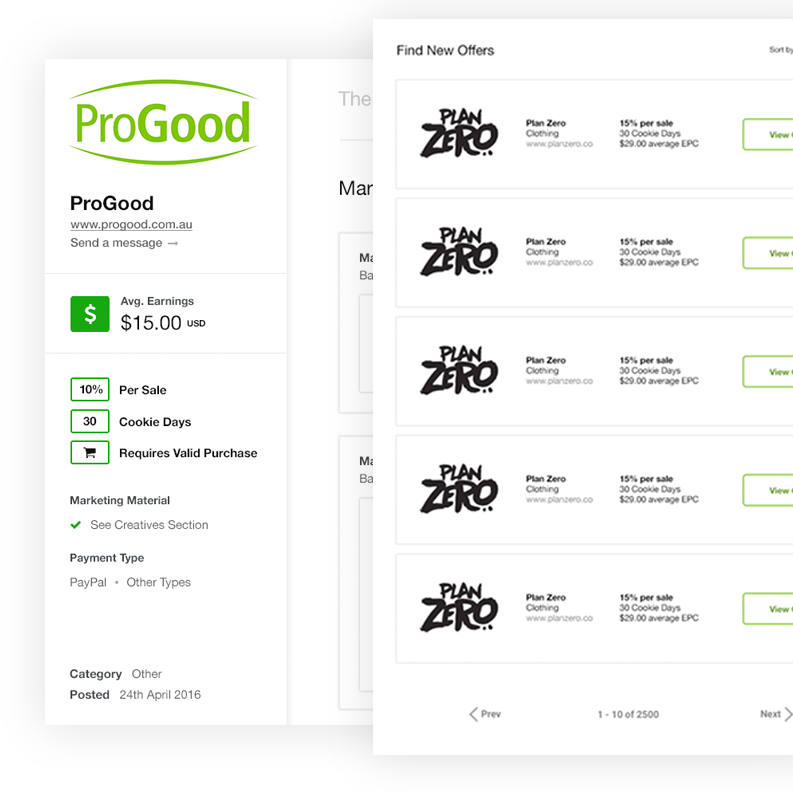 ProGood
ProGood
www.progood.com.au
Send a message →
$
Avg. Earnings
$15.00 USD
10% Per Sale
30 Cookie Days
Requires Valid Purchase
Marketing Material
See Creatives Section
Payment Type
PayPal • Other Types
Category Other
Posted 24th April 2016
The
Find New Offers
Sort by
PLAN
ZERO
Plan Zero
Clothing
www.planzero.co
15% per sale
30 Cookie Days
$29.00 average EPC
View
PLAN
ZERO
Plan Zero
Clothing
www.planzero.co
15% per sale
30 Cookie Days
$29.00 average EPC
View
PLAN
ZERO
Plan Zero
Clothing
www.planzero.co
15% per sale
30 Cookie Days
$29.00 average EPC
View
PLAN
ZERO
Plan Zero
Clothing
www.planzero.co
15% per sale
30 Cookie Days
$29.00 average EPC
View
PLAN
ZERO
Plan Zero
Clothing
www.planzero.co
15% per sale
30 Cookie Days
$29.00 average EPC
View
Prev
1 - 10 of 2500
Next